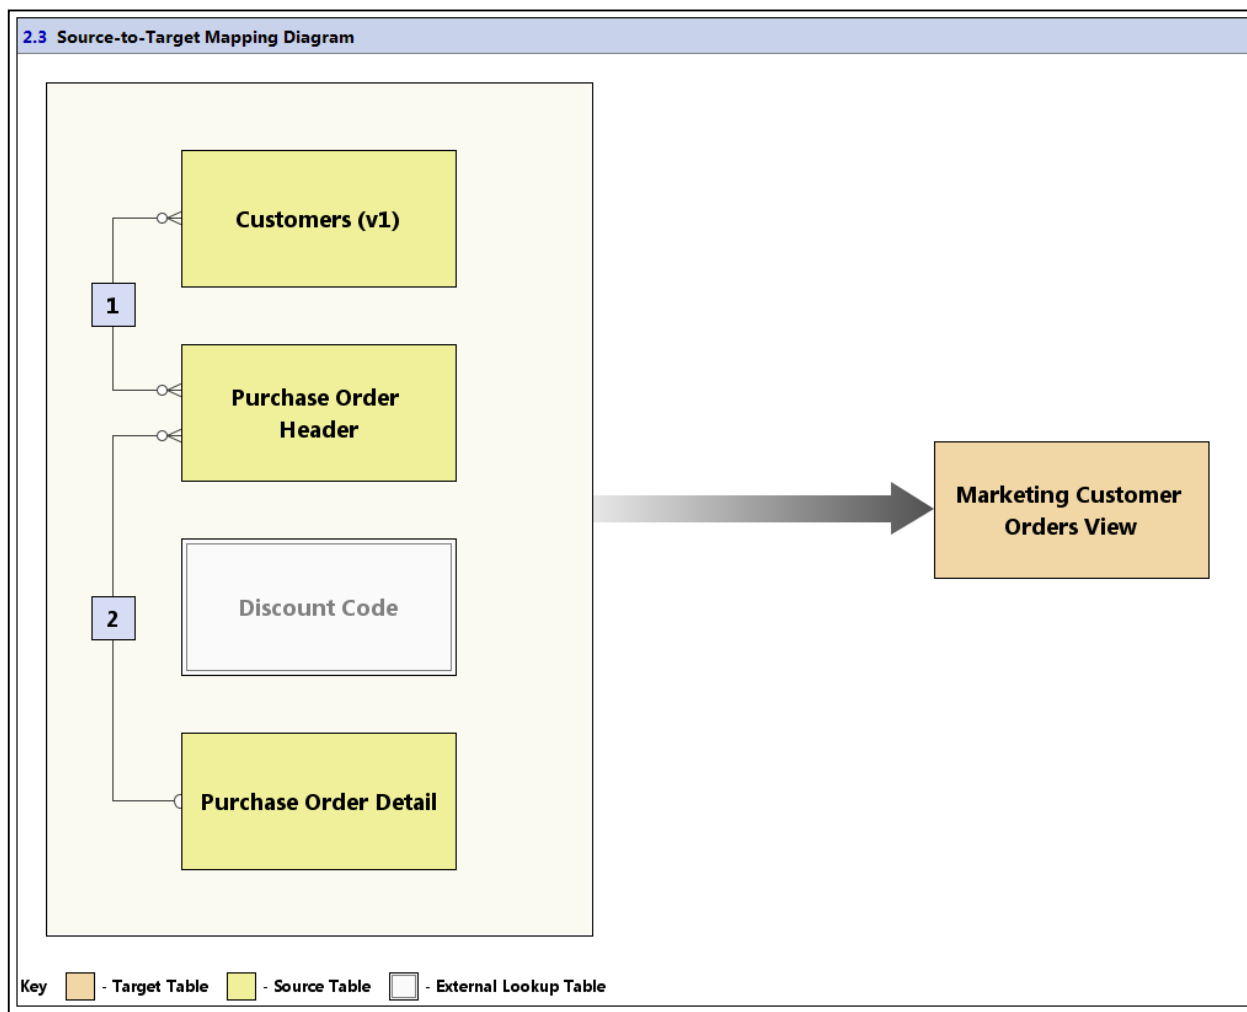 2.3 Source-to-Target Mapping Diagram
Customers (v1)
1
Purchase Order
Header
Marketing Customer
Orders View
Discount Code
2
Purchase Order Detail
Key - Target Table - Source Table - External Lookup Table